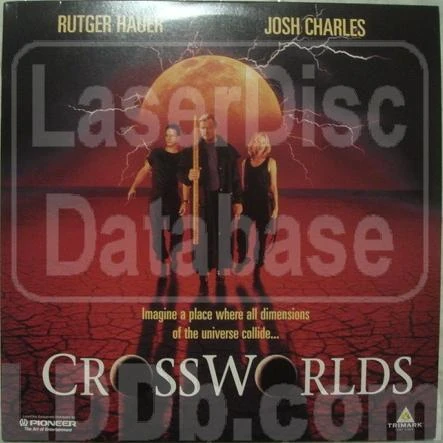 RUTGER HAUER
JOSH CHARLES
LaserDisc
Database
Imagine a place where all dimensions
of the universe collide...
CROSSWORLDS
LDDb.com
PIONEER
The Art of Entertainment
TRIMARK